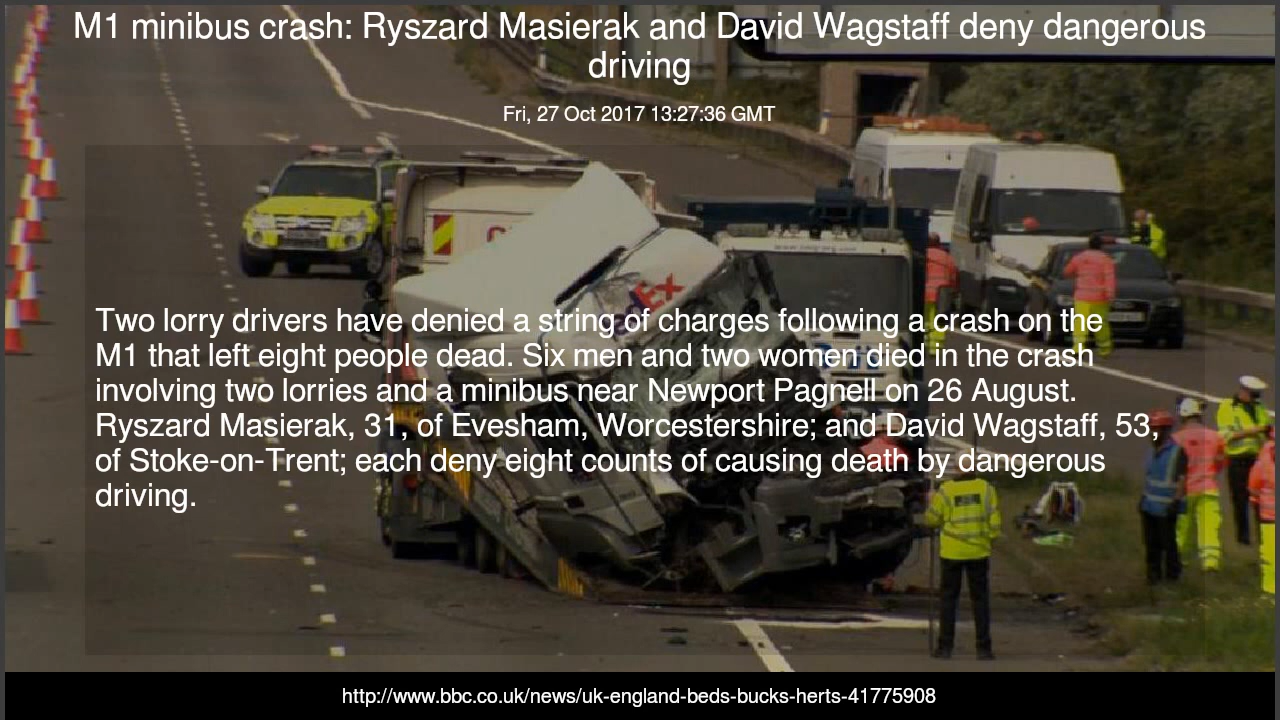 M1 minibus crash: Ryszard Masierak and David Wagstaff deny dangerous
driving
Fri, 27 Oct 2017 13:27:36 GMT
Ex
Two lorry drivers have denied a string of charges following a crash on the
M1 that left eight people dead. Six men and two women died in the crash
involving two lorries and a minibus near Newport Pagnell on 26 August.
Ryszard Masierak, 31, of Evesham, Worcestershire; and David Wagstaff, 53,
of Stoke-on-Trent; each deny eight counts of causing death by dangerous
driving.
http://www.bbc.co.uk/news/uk-england-beds-bucks-herts-41775908